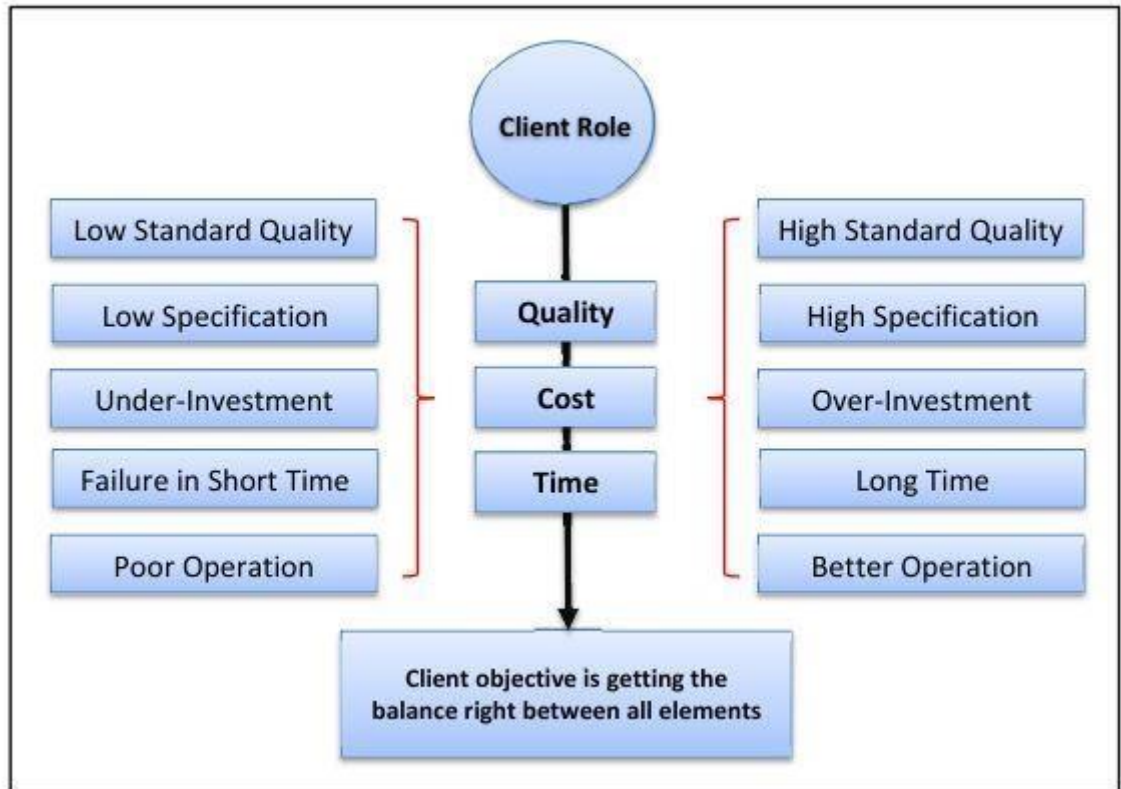 Client Role
Low Standard Quality
High Standard Quality
Low Specification
Quality
High Specification
Under-Investment
Cost
Over-Investment
Failure in Short Time
Time
Long Time
Poor Operation
Better Operation
Client objective is getting the
balance right between all elements